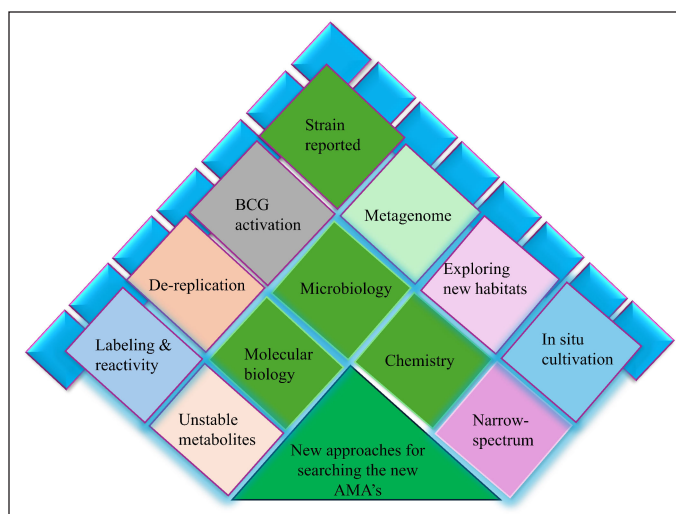 Strain
reported
BCG
activation
Metagenome
De-replication
Microbiology
Exploring
new habitats
Labeling &
reactivity
Molecular
biology
Chemistry
In situ
cultivation
Unstable
metabolites
New approaches for
searching the new
AMA's
Narrow-
spectrum